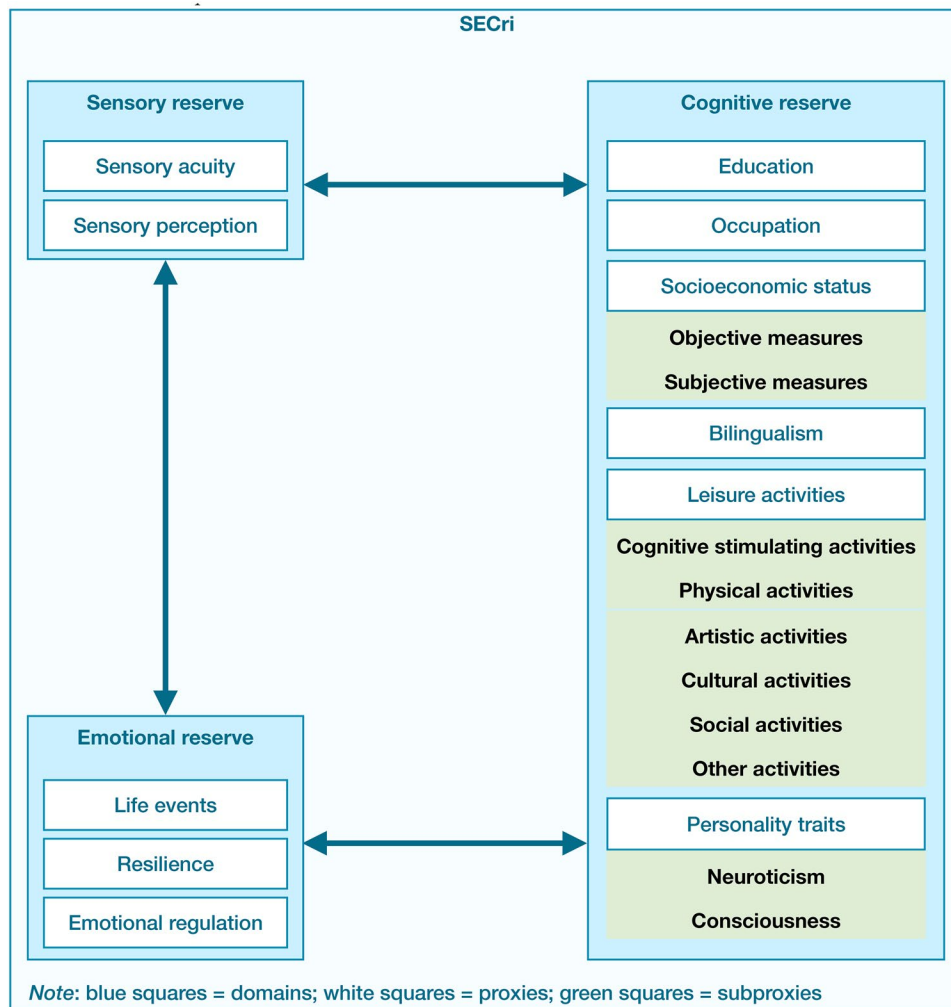 SECri
Sensory reserve
Sensory acuity
Sensory perception
Cognitive reserve
Education
Occupation
Socioeconomic status
Objective measures
Subjective measures
Bilingualism
Leisure activities
Cognitive stimulating activities
Physical activities
Artistic activities
Cultural activities
Social activities
Other activities
Personality traits
Neuroticism
Consciousness
Emotional reserve
Life events
Resilience
Emotional regulation
Note: blue squares = domains; white squares = proxies; green squares = subproxies